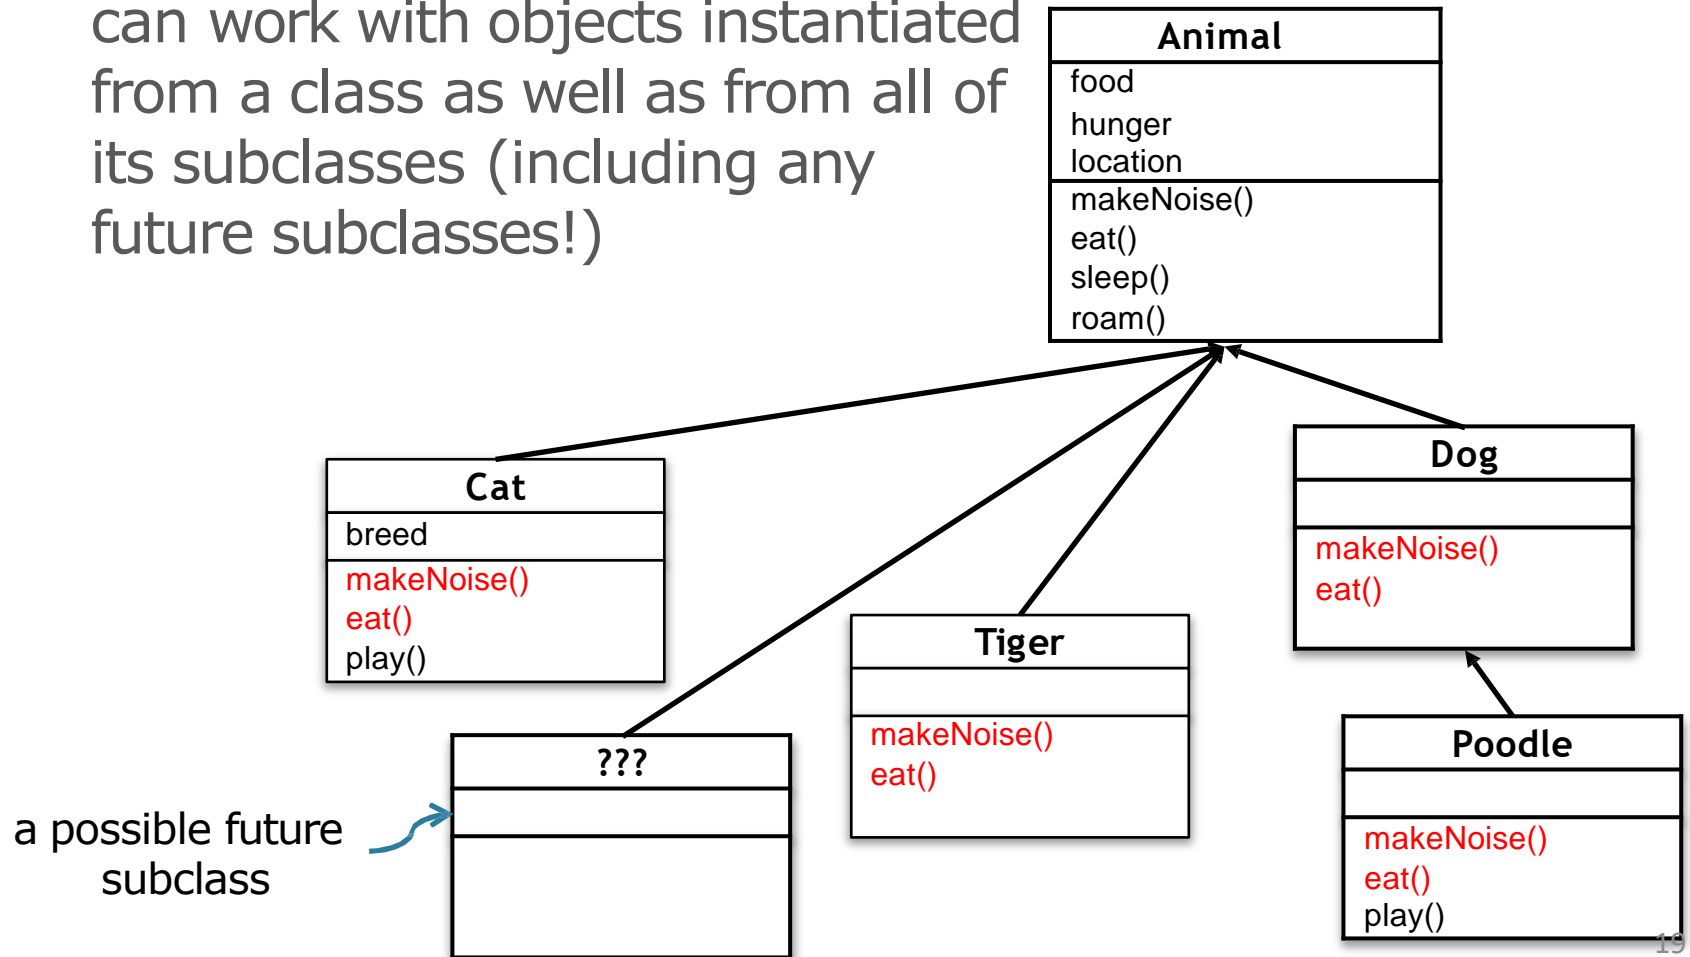 can work with objects instantiated
from a class as well as from all of
its subclasses (including any
future subclasses!)
Animal
food
hunger
location
makeNoise()
eat()
sleep()
roam()
Cat
breed
makeNoise()
eat()
play()
???
a possible future
subclass
Tiger
makeNoise()
eat()
Dog
makeNoise()
eat()
Poodle
makeNoise()
eat()
play()
19